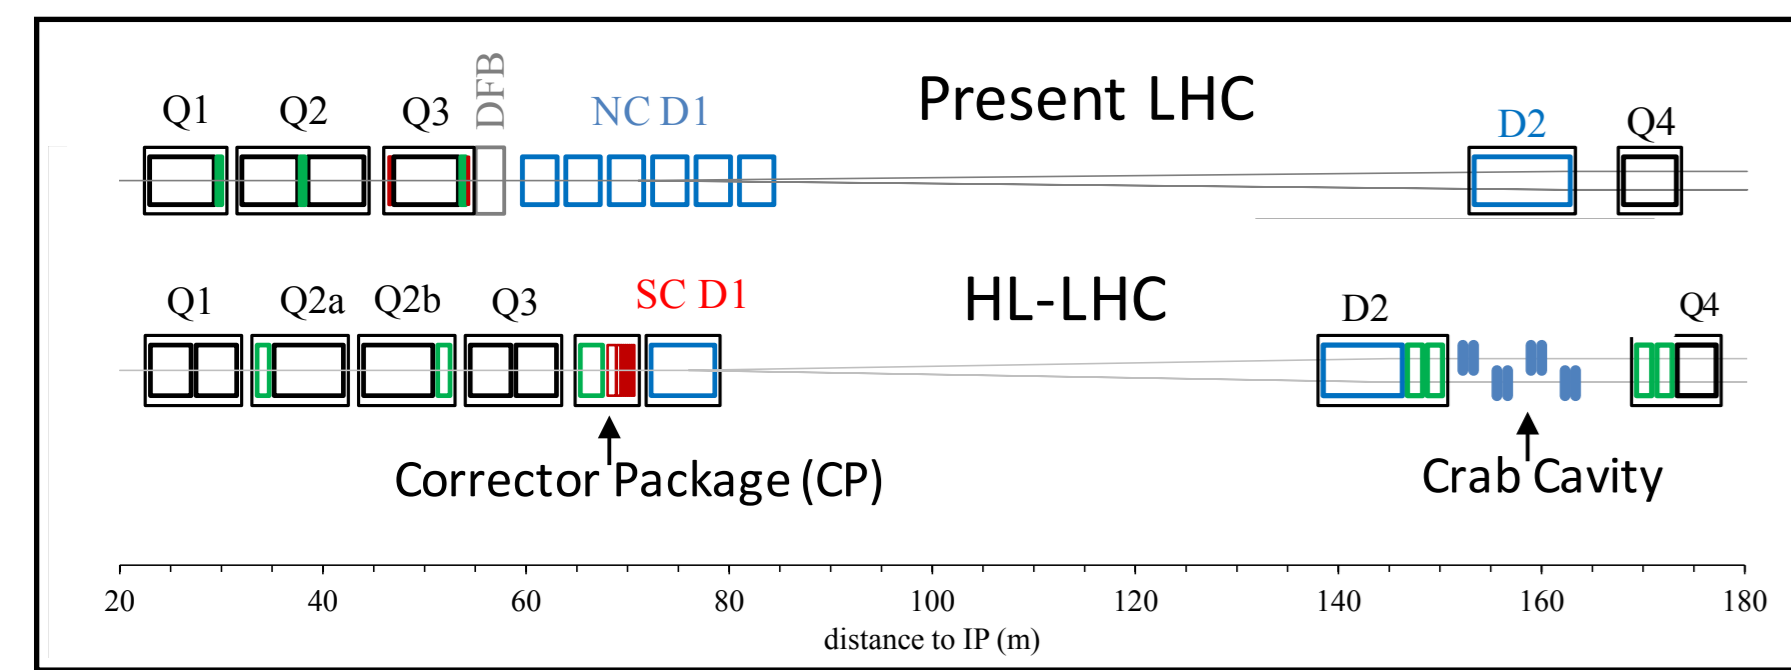 Q1 Q2 Q3 DFB NC D1 Present LHC D2 Q4
Q1 Q2a Q2b Q3 SC D1 HL-LHC D2 Q4
Corrector Package (CP) Crab Cavity
20 40 60 80 100 120 140 160 180
distance to IP (m)